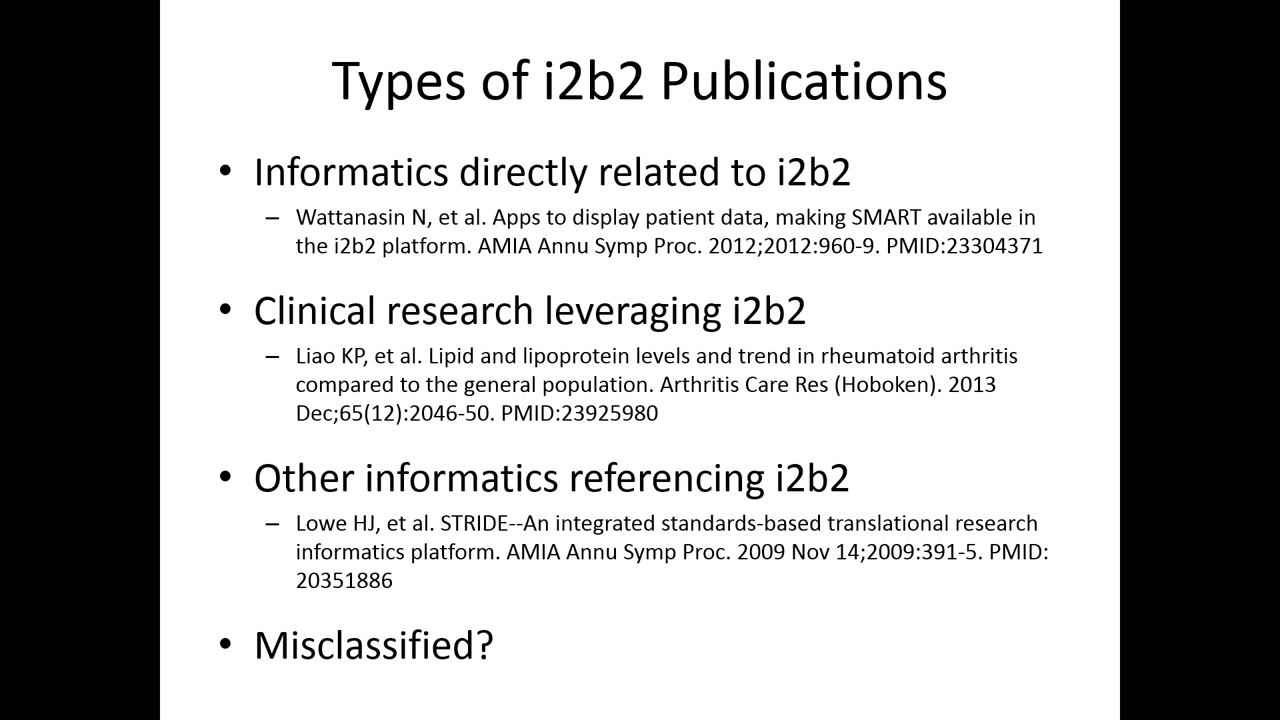 Types of i2b2 Publications
• Informatics directly related to i2b2
– Wattanasin N, et al. Apps to display patient data, making SMART available in
the i2b2 platform. AMIA Annu Symp Proc. 2012;2012:960-9. PMID:23304371
• Clinical research leveraging i2b2
– Liao KP, et al. Lipid and lipoprotein levels and trend in rheumatoid arthritis
compared to the general population. Arthritis Care Res (Hoboken). 2013
Dec;65(12):2046-50. PMID:23925980
• Other informatics referencing i2b2
– Lowe HJ, et al. STRIDE--An integrated standards-based translational research
informatics platform. AMIA Annu Symp Proc. 2009 Nov 14;2009:391-5. PMID:
20351886
• Misclassified?